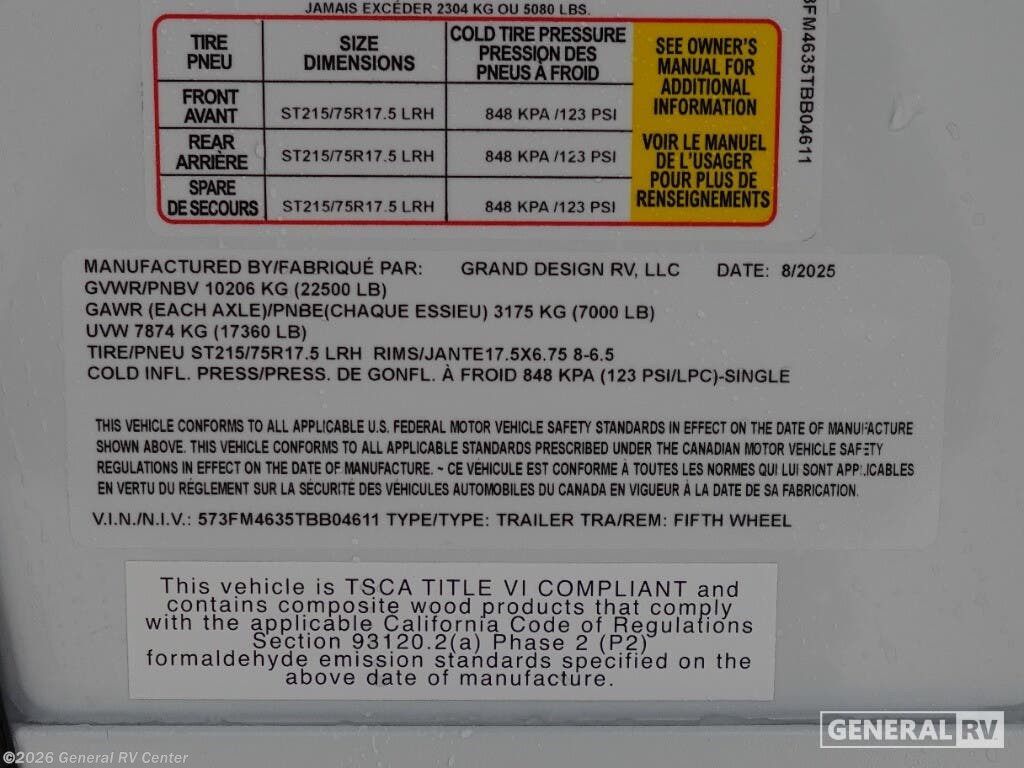 JAMAIS EXCÉDER 2304 KG OU 5080 LBS.
TIRE
PNEU
SIZE
DIMENSIONS
COLD TIRE PRESSURE
PRESSION DES
PNEUS À FROID
SEE OWNER'S
MANUAL FOR
ADDITIONAL
INFORMATION
VOIR LE MANUEL
DE L'USAGER
POUR PLUS DE
RENSEIGNEMENTS
FRONT
AVANT
ST215/75R17.5 LRH
848 KPA /123 PSI
REAR
ARRIÈRE
ST215/75R17.5 LRH
848 KPA /123 PSI
SPARE
DE SECOURS
ST215/75R17.5 LRH
848 KPA /123 PSI
3FM4635TBB04611
MANUFACTURED BY/FABRIQUÉ PAR: GRAND DESIGN RV, LLC DATE: 8/2025
GVWR/PNBV 10206 KG (22500 LB)
GAWR (EACH AXLE)/PNBE(CHAQUE ESSIEU) 3175 KG (7000 LB)
UVW 7874 KG (17360 LB)
TIRE/PNEU ST215/75R17.5 LRH RIMS/JANTE17.5X6.75 8-6.5
COLD INFL. PRESS/PRESS. DE GONFL. À FROID 848 KPA (123 PSI/LPC)-SINGLE
THIS VEHICLE CONFORMS TO ALL APPLICABLE U.S. FEDERAL MOTOR VEHICLE SAFETY STANDARDS IN EFFECT ON THE DATE OF MANUFACTURE
SHOWN ABOVE. THIS VEHICLE CONFORMS TO ALL APPLICABLE STANDARDS PRESCRIBED UNDER THE CANADIAN MOTOR VEHICLE SAFETY
REGULATIONS IN EFFECT ON THE DATE OF MANUFACTURE. ~ CE VÉHICULE EST CONFORME À TOUTES LES NORMES QUI LUI SONT APPLICABLES
EN VERTU DU RÉGLEMENT SUR LA SÉCURITÉ DES VÉHICULES AUTOMOBILES DU CANADA EN VIGUEUR À LA DATE DE SA FABRICATION.
V.I.N./N.I.V.: 573FM4635TBB04611 TYPE/TYPE: TRAILER TRA/REM: FIFTH WHEEL
This vehicle is TSCA TITLE VI COMPLIANT and
contains composite wood products that comply
with the applicable California Code of Regulations
Section 93120.2(a) Phase 2 (P2)
formaldehyde emission standards specified on the
above date of manufacture.
GENERAL RV
©2026 General RV Center